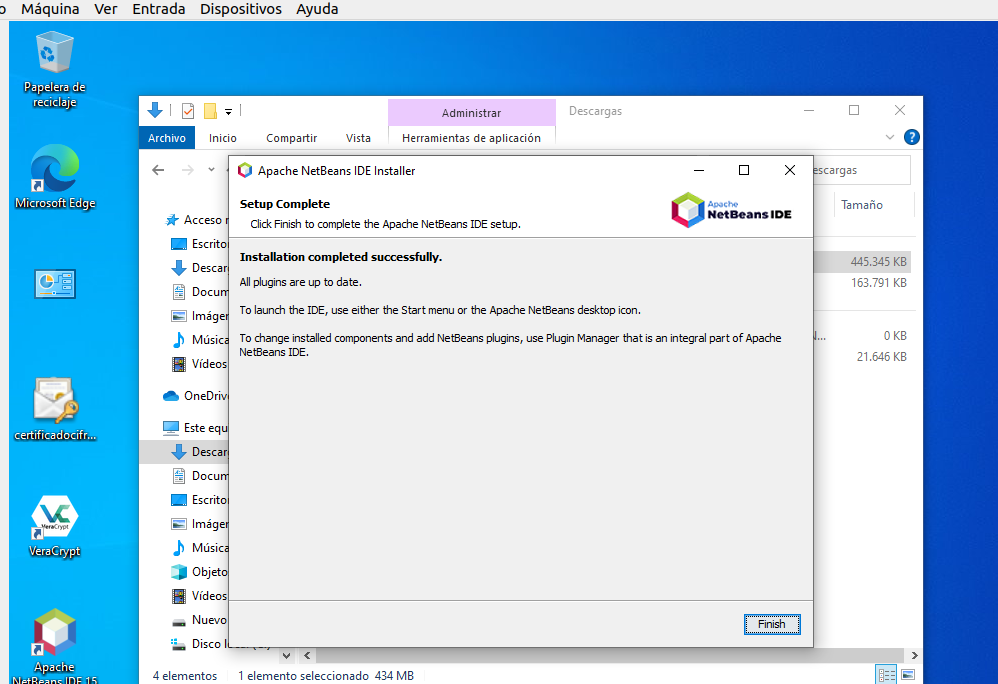 Máquina Ver Entrada Dispositivos Ayuda
Papelera de
reciclaje
Microsoft Edge
certificadocifr...
VeraCrypt
VeraCrypt
Apache
NetBeans IDE 15
Administrar
Descargas
Archivo Inicio Compartir Vista Herramientas de aplicación
Acceso
Escrito
Descar
Docum
Imáger
Música
Vídeos
OneDriv
Este equ
Descar
Docum
Escrito
Imáger
Música
Objeto
Vídeos
Nuevo
Disco
escargas
Tamaño
445.345 KB
163.791 KB
0 KB
21.646 KB
Apache NetBeans IDE Installer
Setup Complete
Click Finish to complete the Apache NetBeans IDE setup.
Apache
NetBeans IDE
Installation completed successfully.
All plugins are up to date.
To launch the IDE, use either the Start menu or the Apache NetBeans desktop icon.
To change installed components and add NetBeans plugins, use Plugin Manager that is an integral part of Apache
NetBeans IDE.
Finish
4 elementos 1 elemento seleccionado 434 MB